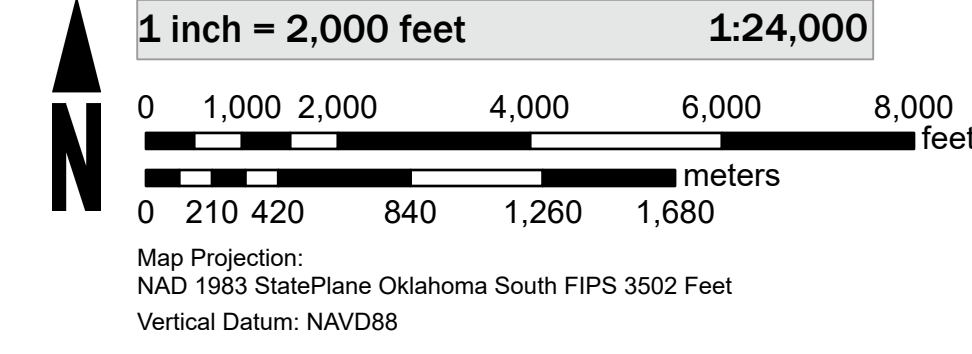 1 inch = 2,000 feet 1:24,000
0 1,000 2,000 4,000 6,000 8,000
feet
N
meters
0 210 420 840 1,260 1,680
Map Projection:
NAD 1983 StatePlane Oklahoma South FIPS 3502 Feet
Vertical Datum: NAVD88